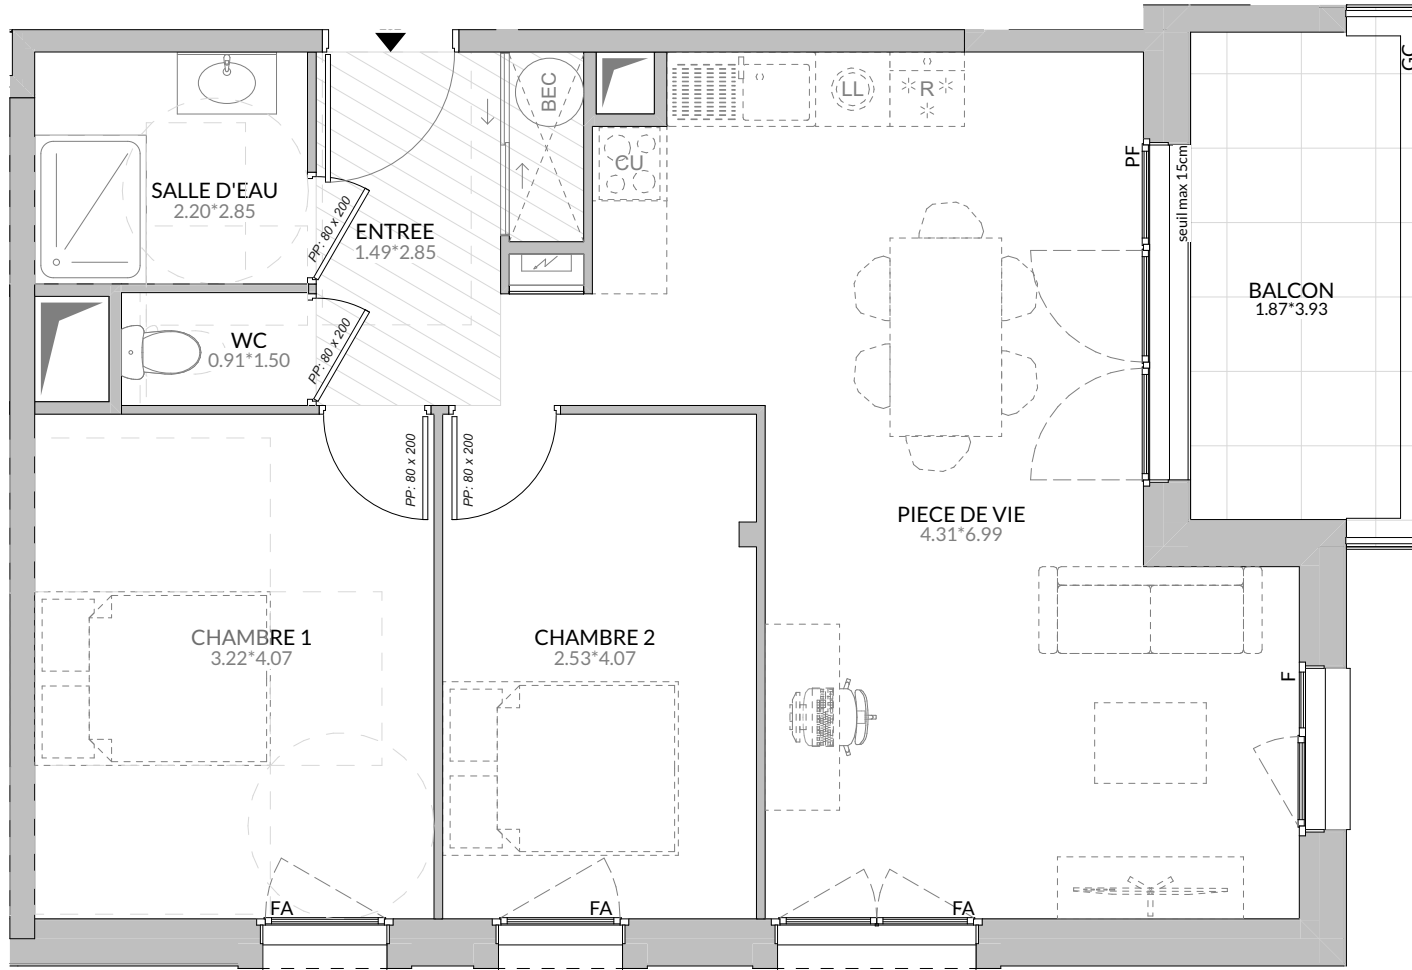 GC
BEC
LL
R
CU
PF
seuil max 15cm
SALLE D'EAU
2.20*2.85
PP: 80 x 200
ENTREE
1.49*2.85
BALCON
1.87*3.93
WC
0.91*1.50
PP: 80 x 200
PP: 80 x 200
PP: 80 x 200
PIECE DE VIE
4.31*6.99
CHAMBRE 1
3.22*4.07
CHAMBRE 2
2.53*4.07
F
FA
FA
FA